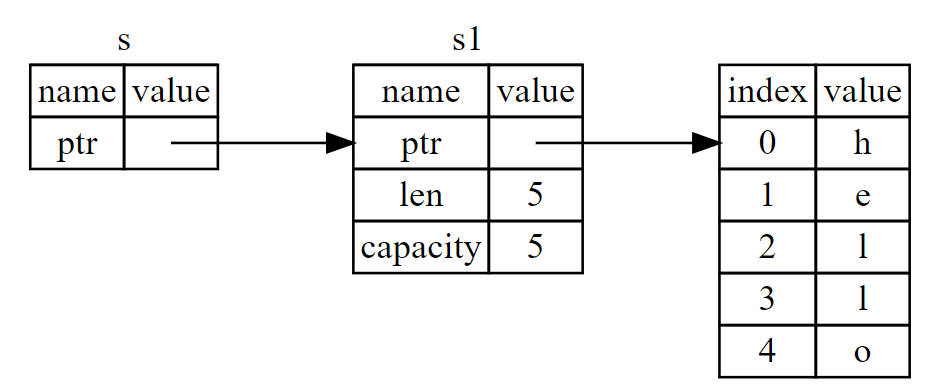 s
name value
ptr
s1
name value
ptr
len 5
capacity 5
index value
0 h
1 e
2 l
3 l
4 o